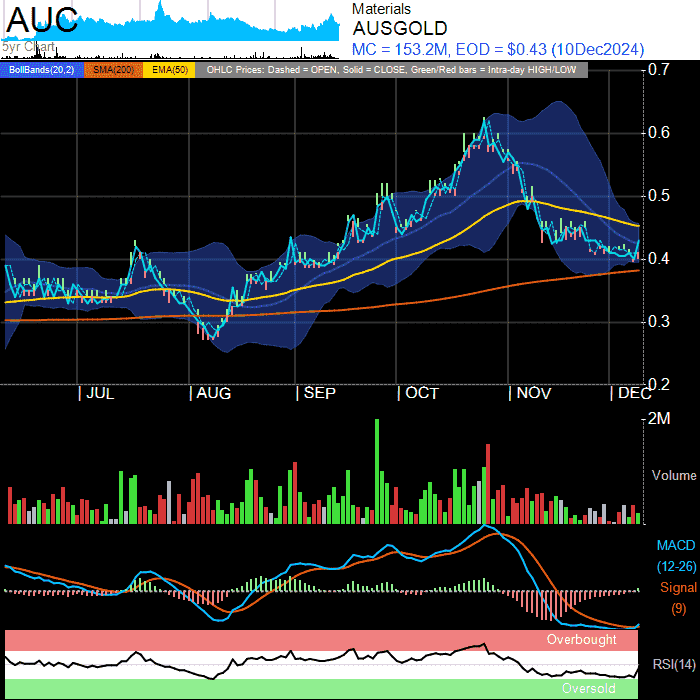 AUC
5yr Chart
Materials
AUSGOLD
MC = 153.2M, EOD = $0.43 (10Dec2024)
BollBands(20,2) SMA(200) EMA(50) OHLC Prices: Dashed = OPEN, Solid = CLOSE, Green/Red bars = Intra-day HIGH/LOW
0.7
0.6
0.5
0.4
0.3
0.2
| JUL | AUG | SEP | OCT | NOV | DEC
2M
Volume
MACD
(12-26)
Signal
(9)
Overbought
RSI(14)
Oversold